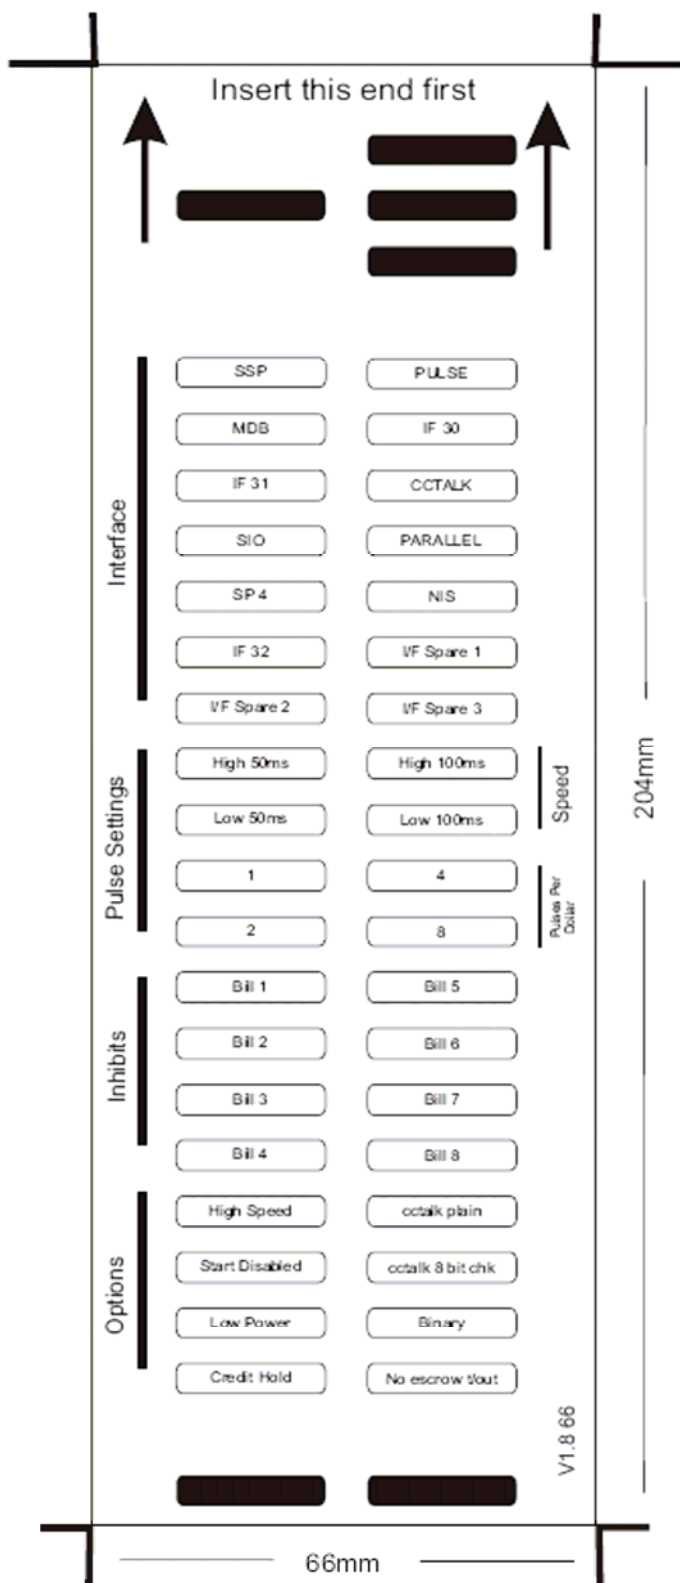 Insert this end first
Interface
SSP PULSE
MDB IF 30
IF 31 CCTALK
SIO PARALLEL
SP4 NIS
IF 32 I/F Spare 1
I/F Spare 2 I/F Spare 3
Pulse Settings
High 50ms High 100ms
Low 50ms Low 100ms
Speed
1 4
2 8
Pulses Per
Dollar
Inhibits
Bill 1 Bill 5
Bill 2 Bill 6
Bill 3 Bill 7
Bill 4 Bill 8
Options
High Speed cctalk plain
Start Disabled cctalk 8 bit chk
Low Power Binary
Credit Hold No escrow t/out
V1.8 66
204mm
66mm